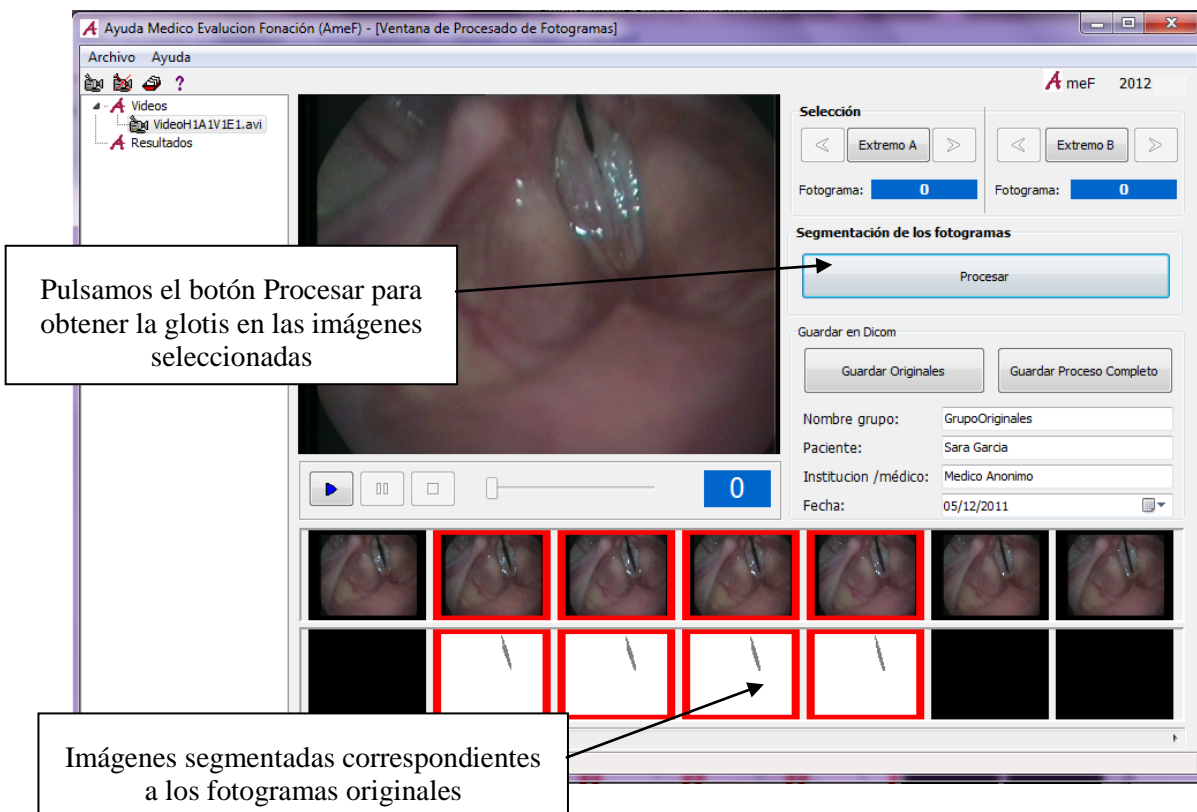 Ayuda Medico Evalucion Fonación (AmeF) - [Ventana de Procesado de Fotogramas]
Archivo Ayuda
?
A meF 2012
Videos
VideoH1A1V1E1.avi
Resultados
Selección
Extremo A
Extremo B
Fotograma: 0
Fotograma: 0
Segmentación de los fotogramas
Procesar
Pulsamos el botón Procesar para
obtener la glotis en las imágenes
seleccionadas
Guardar en Dicom
Guardar Originales
Guardar Proceso Completo
Nombre grupo: GrupoOriginales
Paciente: Sara Garcia
Institucion /médico: Medico Anonimo
Fecha: 05/12/2011
0
Imágenes segmentadas correspondientes
a los fotogramas originales